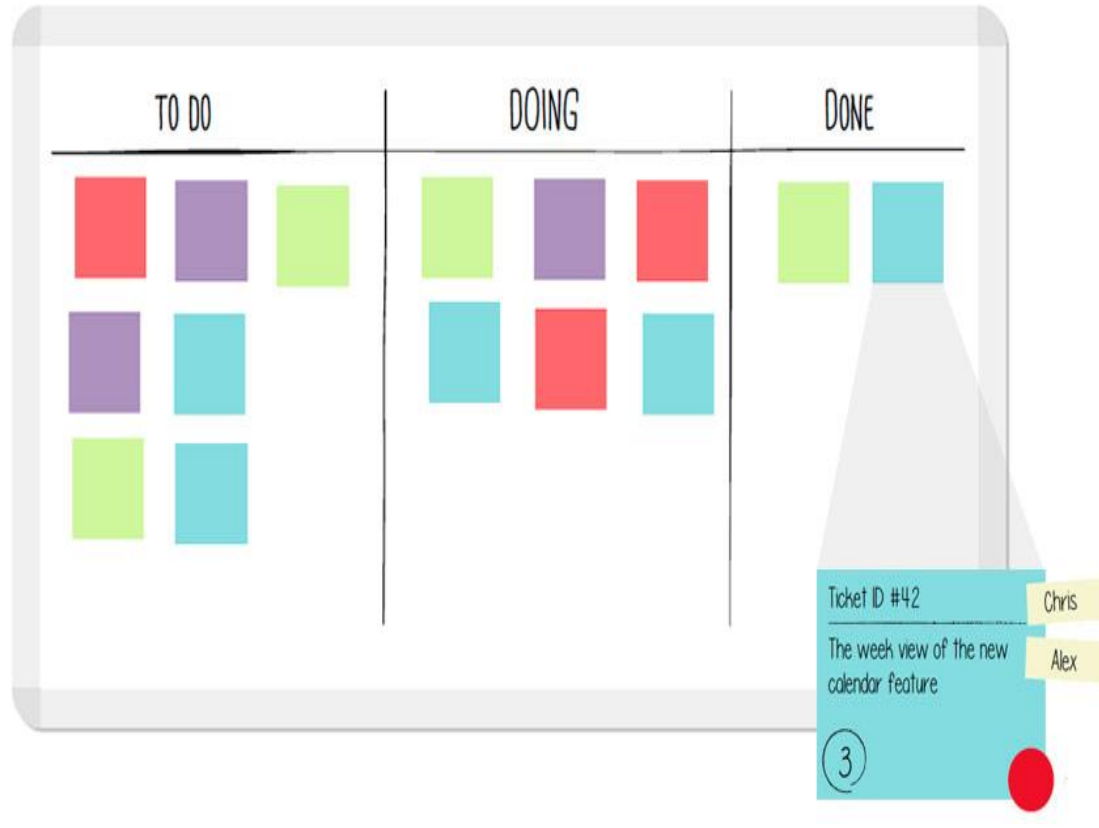 TO DO
DOING
DONE
Ticket ID #42
Chris
The week view of the new
calendar feature
Alex
3